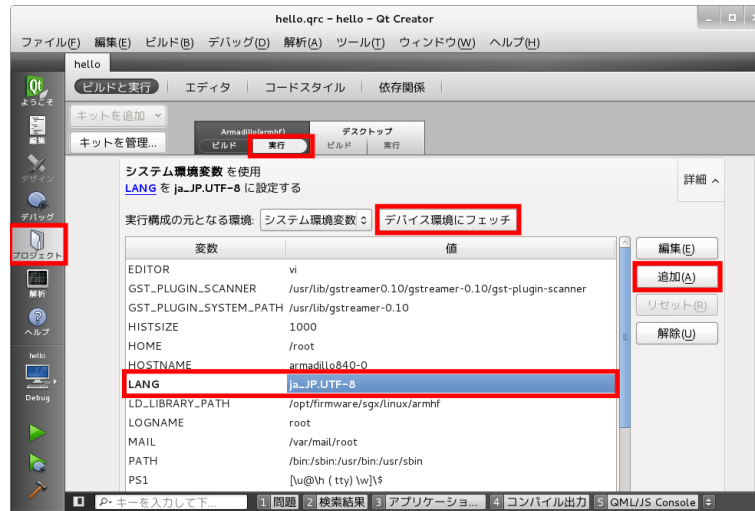 hello.qrc - hello - Qt Creator
ファイル(F) 編集(E) ビルド(B) デバッグ(D) 解析(A) ツール(T) ウィンドウ(W) ヘルプ(H)
hello
ようこそ
編集
デザイン
デバッグ
プロジェクト
解析
ヘルプ
hello
Debug
ビルドと実行 エディタ コードスタイル 依存関係
キットを追加
キットを管理...
Armadillo(armhf) デスクトップ
ビルド 実行 ビルド 実行
システム環境変数 を使用
LANG を ja_JP.UTF-8 に設定する
詳細
実行構成の元となる環境: システム環境変数 デバイス環境にフェッチ
変数 値
EDITOR vi
GST_PLUGIN_SCANNER /usr/lib/gstreamer0.10/gstreamer-0.10/gst-plugin-scanner
GST_PLUGIN_SYSTEM_PATH /usr/lib/gstreamer-0.10
HISTSIZE 1000
HOME /root
HOSTNAME armadillo840-0
LANG ja_JP.UTF-8
LD_LIBRARY_PATH /opt/firmware/sgx/linux/armhf
LOGNAME root
MAIL /var/mail/root
PATH /bin:/sbin:/usr/bin:/usr/sbin
PS1 [\u@\h ( tty) \w]\$
編集(E)
追加(A)
リセット(R)
解除(U)
キーを入力して下... 1 問題 2 検索結果 3 アプリケーショ... 4 コンパイル出力 5 QML/JS Console